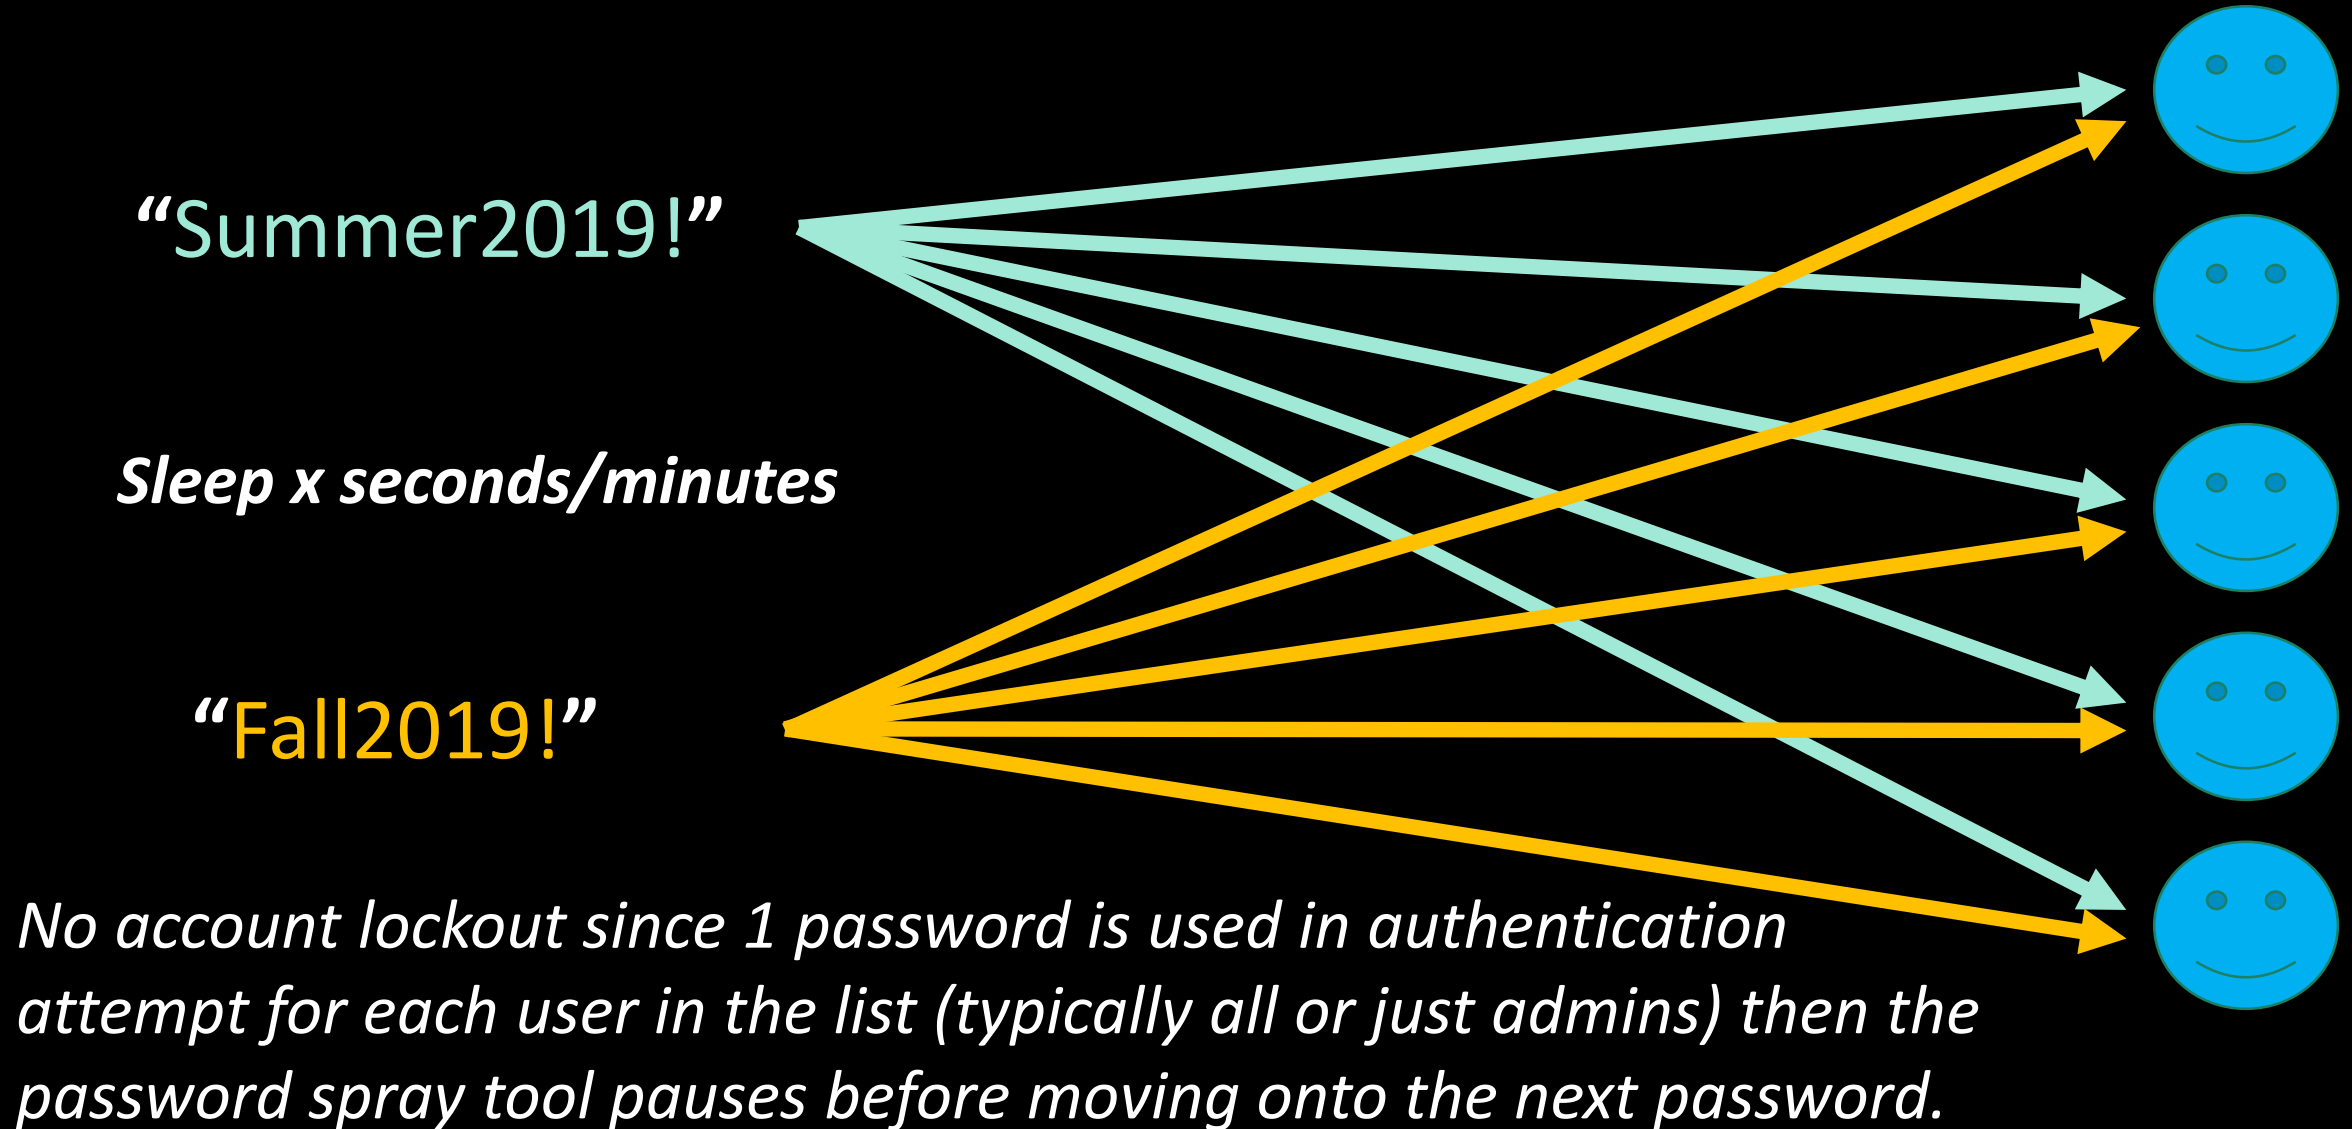 “Summer2019!”
Sleep x seconds/minutes
“Fall2019!”
No account lockout since 1 password is used in authentication
attempt for each user in the list (typically all or just admins) then the
password spray tool pauses before moving onto the next password.